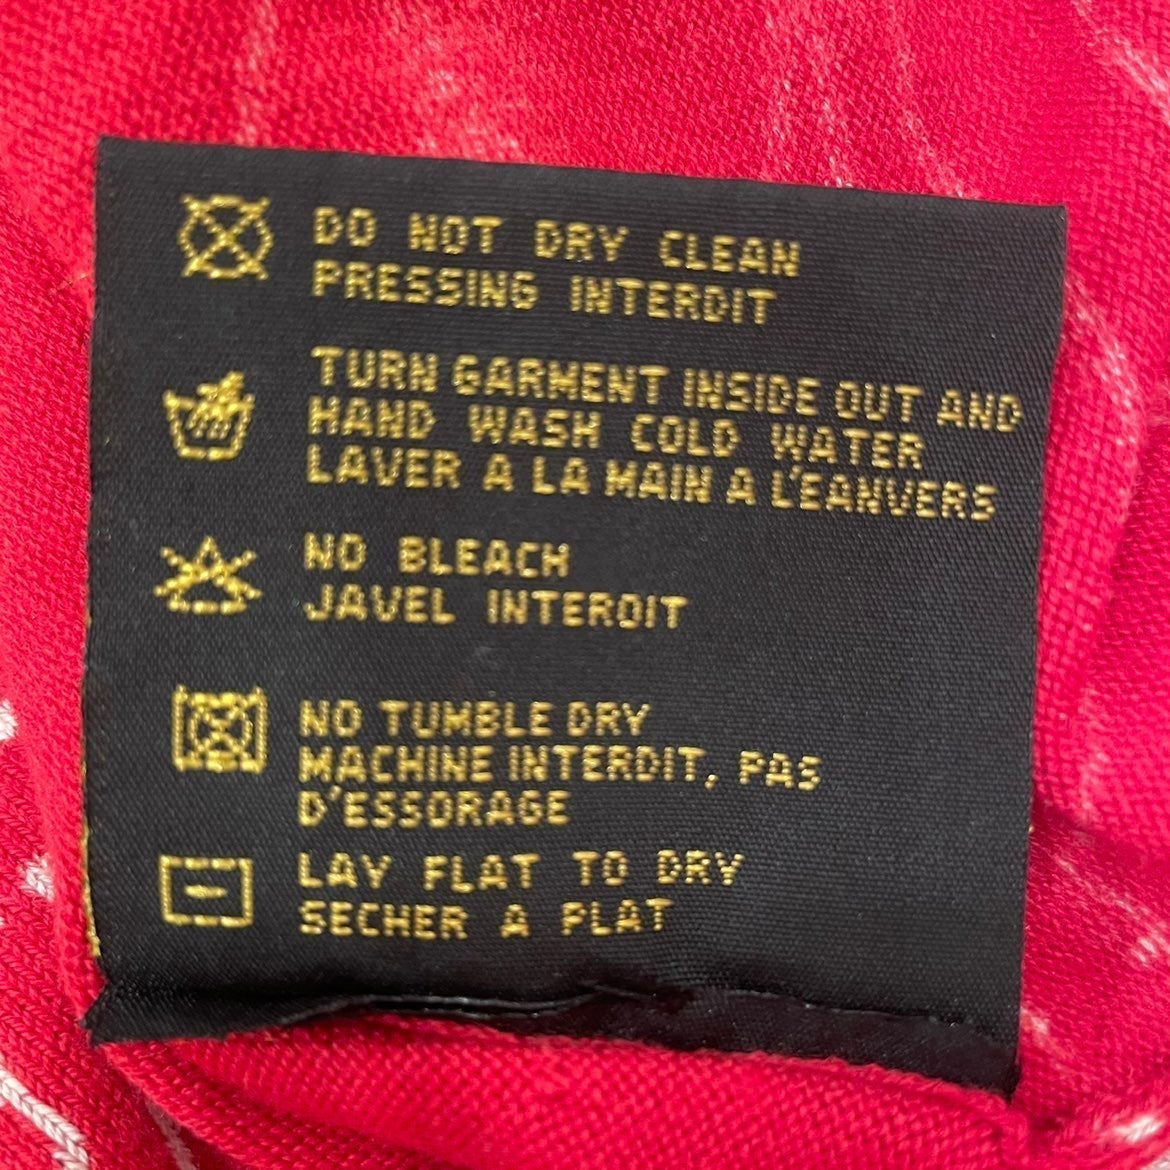 DO NOT DRY CLEAN
PRESSING INTERDIT
TURN GARMENT INSIDE OUT AND
HAND WASH COLD WATER
LAVER A LA MAIN A L'EANVERS
NO BLEACH
JAVEL INTERDIT
NO TUMBLE DRY
MACHINE INTERDIT, PAS
D'ESSORAGE
LAY FLAT TO DRY
SECHER A PLAT